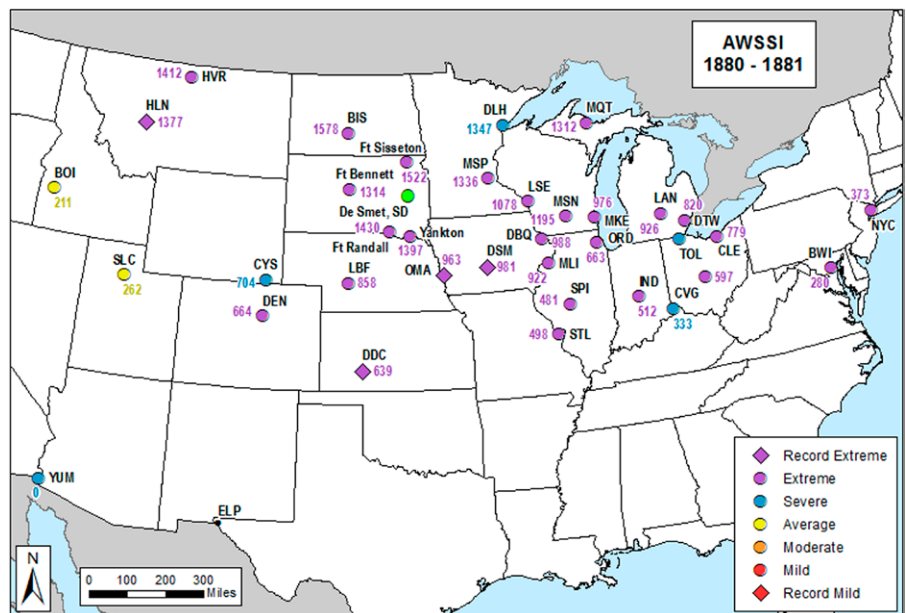 AWSSI
1880 - 1881
1412
HVR
HLN
1377
BIS
1578
DLH
1347
MQT
1312
Ft Sisseton
1522
MSP
1336
Ft Bennett
1314
BOI
211
LSE
1078
MSN
1195
976
MKE
LAN
926
820
DTW
373
NYC
De Smet, SD
1430
Ft Randall
Yankton
1397
DBQ
988
ORD
663
779
CLE
TOL
SLC
262
CYS
704
LBF
858
OMA
963
DSM
981
MLI
922
BWI
280
DEN
664
SPI
481
IND
512
597
CVG
333
498
STL
DDC
639
YUM
0
ELP
N
0 100 200 300
Miles
Record Extreme
Extreme
Severe
Average
Moderate
Mild
Record Mild